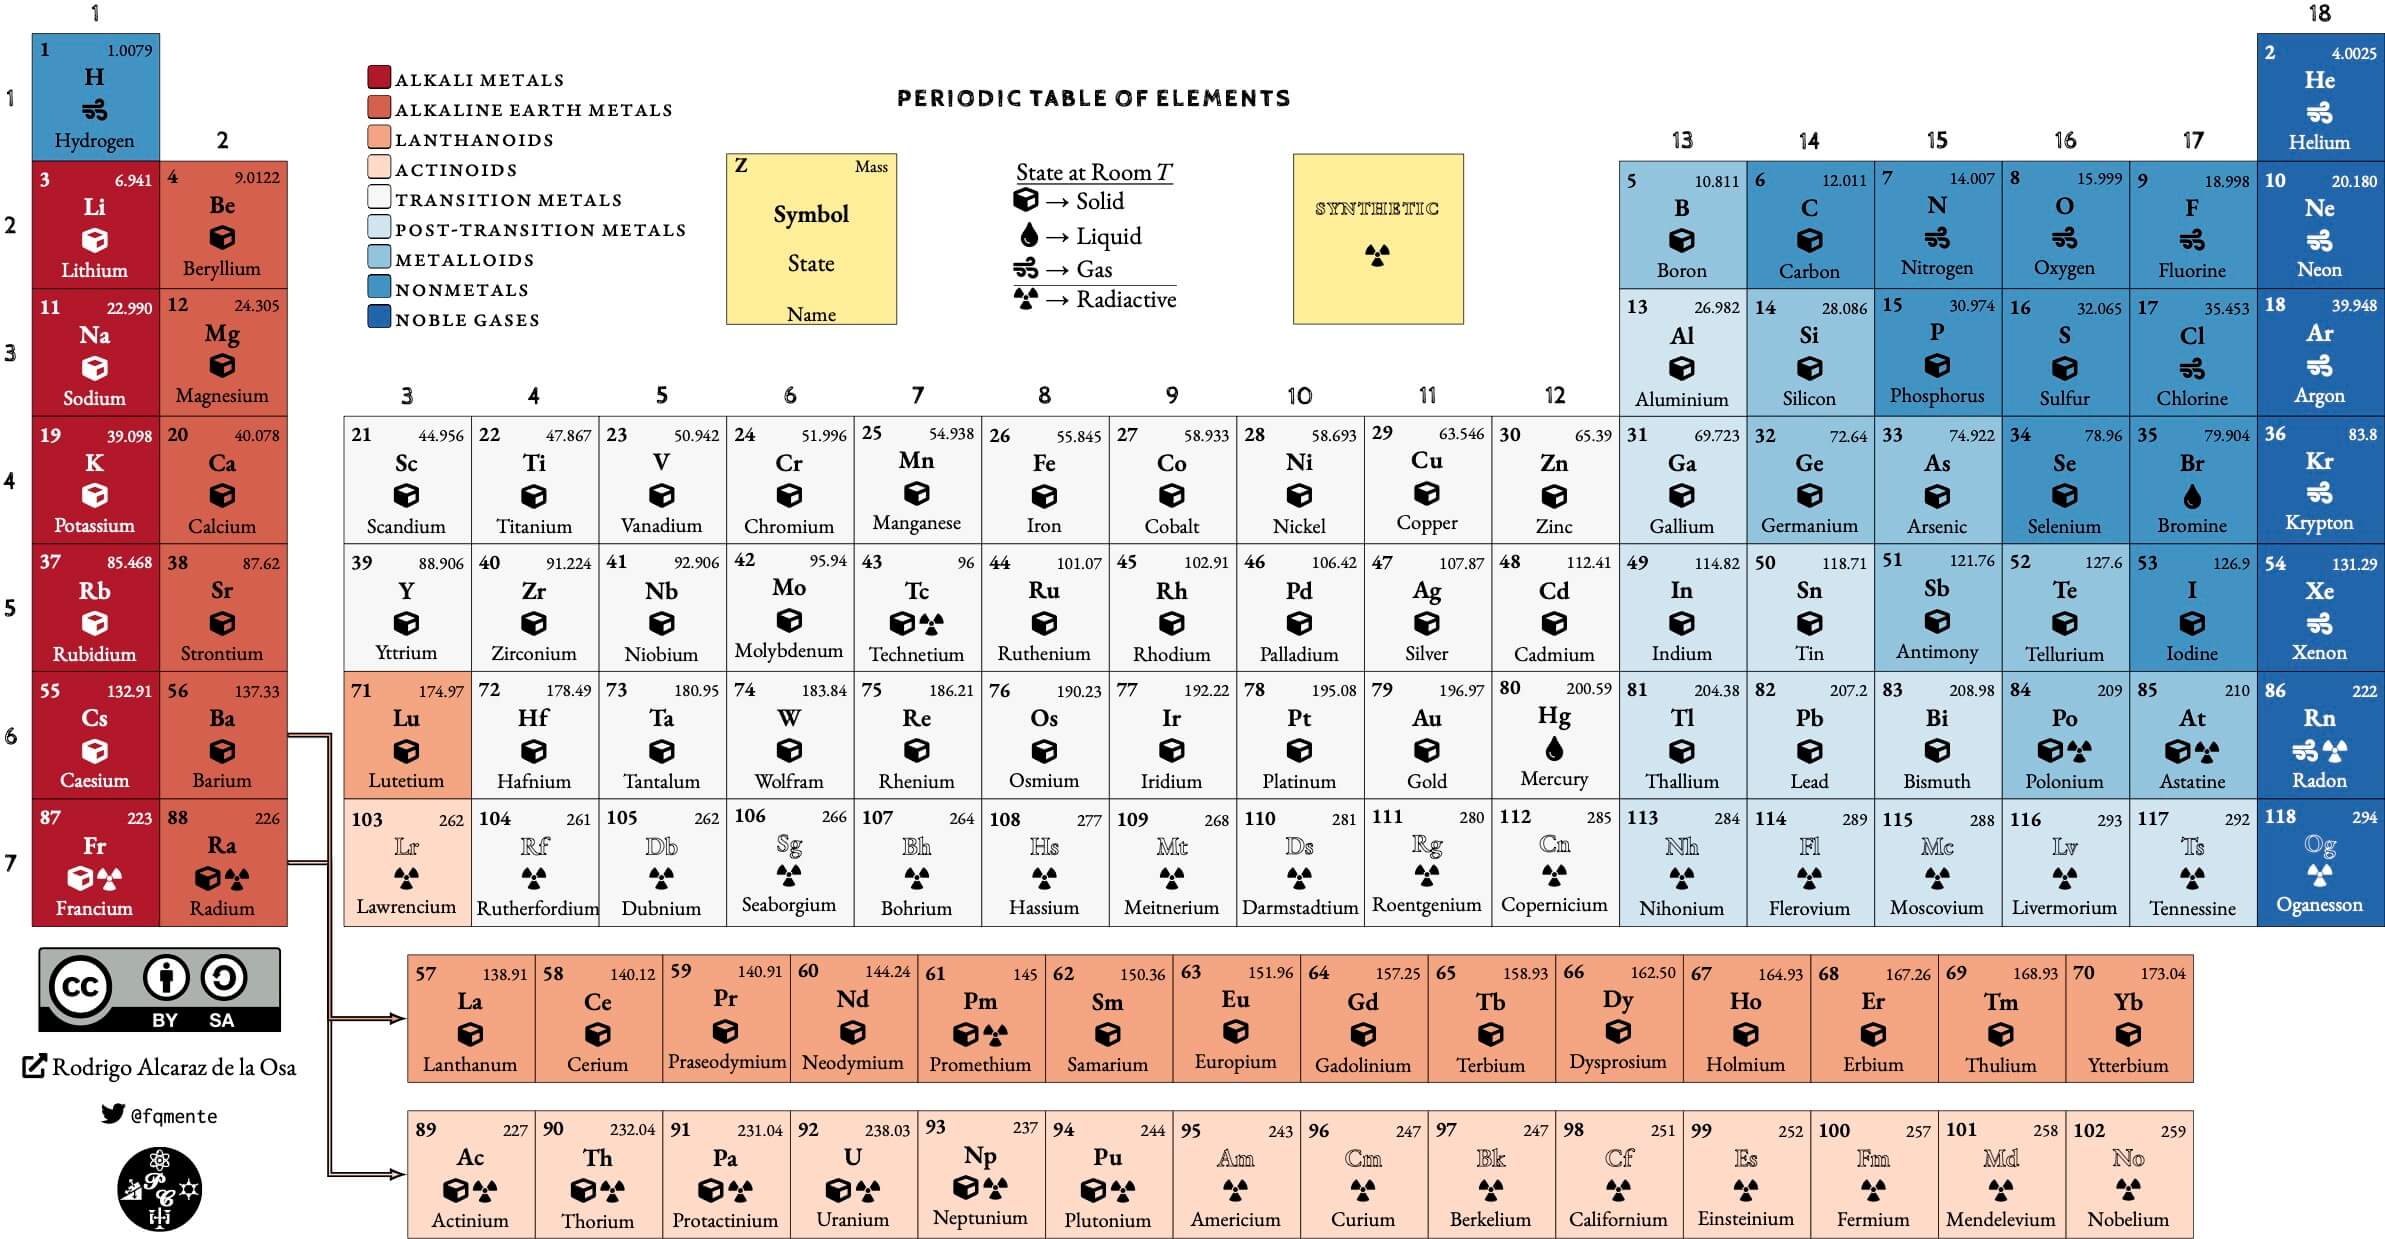 1
18
1 1.0079
H
Hydrogen
2 4.0025
He
Helium
1
2
ALKALI METALS
ALKALINE EARTH METALS
LANTHANOIDS
ACTINOIDS
TRANSITION METALS
POST-TRANSITION METALS
METALLOIDS
NONMETALS
NOBLE GASES
PERIODIC TABLE OF ELEMENTS
Z Mass
Symbol
State
Name
State at Room T
→ Solid
→ Liquid
→ Gas
→ Radiactive
SYNTHETIC
13 14 15 16 17
2
3 6.941
Li
Lithium
4 9.0122
Be
Beryllium
5 10.811
B
Boron
6 12.011
C
Carbon
7 14.007
N
Nitrogen
8 15.999
O
Oxygen
9 18.998
F
Fluorine
10 20.180
Ne
Neon
3
11 22.990
Na
Sodium
12 24.305
Mg
Magnesium
13 26.982
Al
Aluminium
14 28.086
Si
Silicon
15 30.974
P
Phosphorus
16 32.065
S
Sulfur
17 35.453
Cl
Chlorine
18 39.948
Ar
Argon
3 4 5 6 7 8 9 10 11 12
4
19 39.098
K
Potassium
20 40.078
Ca
Calcium
21 44.956
Sc
Scandium
22 47.867
Ti
Titanium
23 50.942
V
Vanadium
24 51.996
Cr
Chromium
25 54.938
Mn
Manganese
26 55.845
Fe
Iron
27 58.933
Co
Cobalt
28 58.693
Ni
Nickel
29 63.546
Cu
Copper
30 65.39
Zn
Zinc
31 69.723
Ga
Gallium
32 72.64
Ge
Germanium
33 74.922
As
Arsenic
34 78.96
Se
Selenium
35 79.904
Br
Bromine
36 83.8
Kr
Krypton
5
37 85.468
Rb
Rubidium
38 87.62
Sr
Strontium
39 88.906
Y
Yttrium
40 91.224
Zr
Zirconium
41 92.906
Nb
Niobium
42 95.94
Mo
Molybdenum
43 96
Tc
Technetium
44 101.07
Ru
Ruthenium
45 102.91
Rh
Rhodium
46 106.42
Pd
Palladium
47 107.87
Ag
Silver
48 112.41
Cd
Cadmium
49 114.82
In
Indium
50 118.71
Sn
Tin
51 121.76
Sb
Antimony
52 127.6
Te
Tellurium
53 126.9
I
Iodine
54 131.29
Xe
Xenon
6
55 132.91
Cs
Caesium
56 137.33
Ba
Barium
71 174.97
Lu
Lutetium
72 178.49
Hf
Hafnium
73 180.95
Ta
Tantalum
74 183.84
W
Wolfram
75 186.21
Re
Rhenium
76 190.23
Os
Osmium
77 192.22
Ir
Iridium
78 195.08
Pt
Platinum
79 196.97
Au
Gold
80 200.59
Hg
Mercury
81 204.38
Tl
Thallium
82 207.2
Pb
Lead
83 208.98
Bi
Bismuth
84 209
Po
Polonium
85 210
At
Astatine
86 222
Rn
Radon
7
87 223
Fr
Francium
88 226
Ra
Radium
103 262
Lr
Lawrencium
104 261
Rf
Rutherfordium
105 262
Db
Dubnium
106 266
Sg
Seaborgium
107 264
Bh
Bohrium
108 277
Hs
Hassium
109 268
Mt
Meitnerium
110 281
Ds
Darmstadtium
111 280
Rg
Roentgenium
112 285
Cn
Copernicium
113 284
Nh
Nihonium
114 289
Fl
Flerovium
115 288
Mc
Moscovium
116 293
Lv
Livermorium
117 292
Ts
Tennessine
118 294
Og
Oganesson
57 138.91
La
Lanthanum
58 140.12
Ce
Cerium
59 140.91
Pr
Praseodymium
60 144.24
Nd
Neodymium
61 145
Pm
Promethium
62 150.36
Sm
Samarium
63 151.96
Eu
Europium
64 157.25
Gd
Gadolinium
65 158.93
Tb
Terbium
66 162.50
Dy
Dysprosium
67 164.93
Ho
Holmium
68 167.26
Er
Erbium
69 168.93
Tm
Thulium
70 173.04
Yb
Ytterbium
89 227
Ac
Actinium
90 232.04
Th
Thorium
91 231.04
Pa
Protactinium
92 238.03
U
Uranium
93 237
Np
Neptunium
94 244
Pu
Plutonium
95 243
Am
Americium
96 247
Cm
Curium
97 247
Bk
Berkelium
98 251
Cf
Californium
99 252
Es
Einsteinium
100 257
Fm
Fermium
101 258
Md
Mendelevium
102 259
No
Nobelium
cc
BY SA
Rodrigo Alcaraz de la Osa
@fqmente
P
C